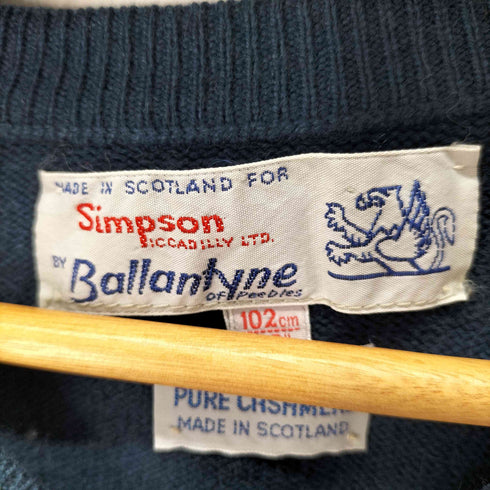 MADE IN SCOTLAND FOR
Simpson
PICCADILLY LTD.
BY Ballantyne
OF Peebles
102cm
PURE CASHMERE
MADE IN SCOTLAND